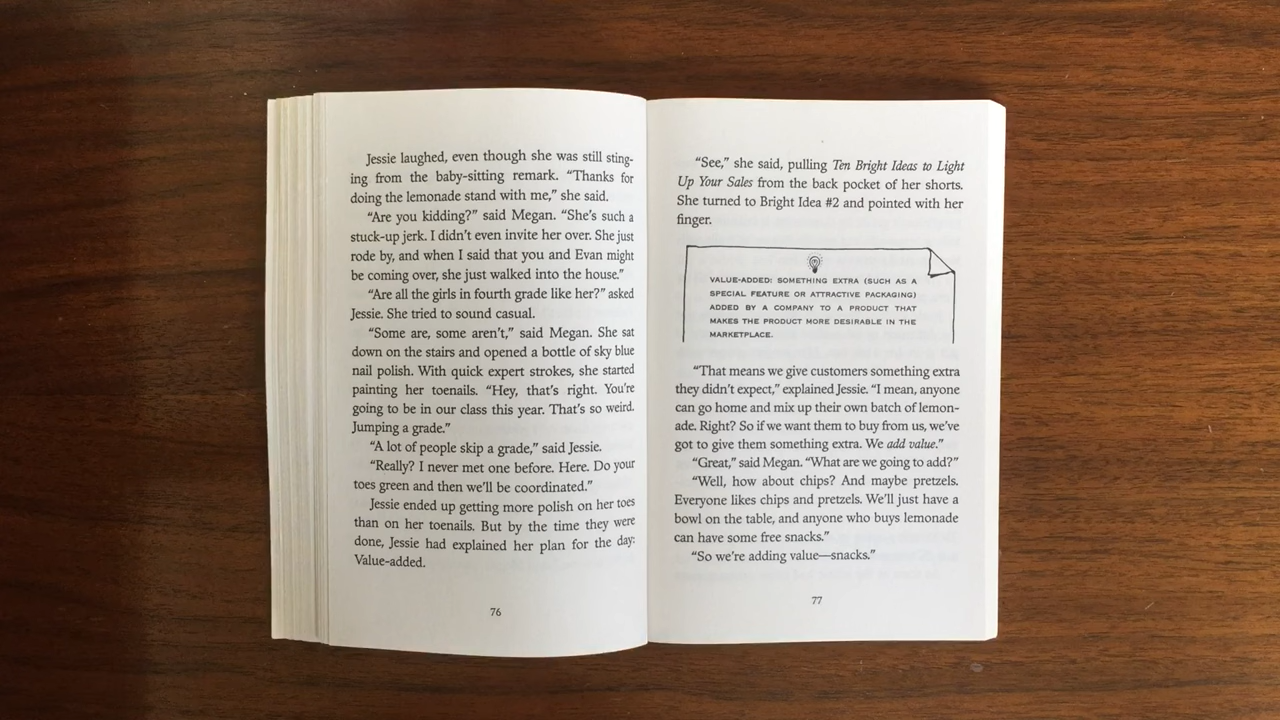 Jessie laughed, even though she was still sting-
ing from the baby-sitting remark. “Thanks for
doing the lemonade stand with me,” she said.
“Are you kidding?” said Megan. “She’s such a
stuck-up jerk. I didn’t even invite her over. She just
rode by, and when I said that you and Evan might
be coming over, she just walked into the house.”
“Are all the girls in fourth grade like her?” asked
Jessie. She tried to sound casual.
“Some are, some aren’t,” said Megan. She sat
down on the stairs and opened a bottle of sky blue
nail polish. With quick expert strokes, she started
painting her toenails. “Hey, that’s right. You’re
going to be in our class this year. That’s so weird.
Jumping a grade.”
“A lot of people skip a grade,” said Jessie.
“Really? I never met one before. Here. Do your
toes green and then we’ll be coordinated.”
Jessie ended up getting more polish on her toes
than on her toenails. But by the time they were
done, Jessie had explained her plan for the day:
Value-added.
76
“See,” she said, pulling Ten Bright Ideas to Light
Up Your Sales from the back pocket of her shorts.
She turned to Bright Idea #2 and pointed with her
finger.
VALUE-ADDED: SOMETHING EXTRA (SUCH AS A
SPECIAL FEATURE OR ATTRACTIVE PACKAGING)
ADDED BY A COMPANY TO A PRODUCT THAT
MAKES THE PRODUCT MORE DESIRABLE IN THE
MARKETPLACE.
“That means we give customers something extra
they didn’t expect,” explained Jessie. “I mean, anyone
can go home and mix up their own batch of lemon-
ade. Right? So if we want them to buy from us, we’ve
got to give them something extra. We add value.”
“Great,” said Megan. “What are we going to add?”
“Well, how about chips? And maybe pretzels.
Everyone likes chips and pretzels. We’ll just have a
bowl on the table, and anyone who buys lemonade
can have some free snacks.”
“So we’re adding value—snacks.”
77